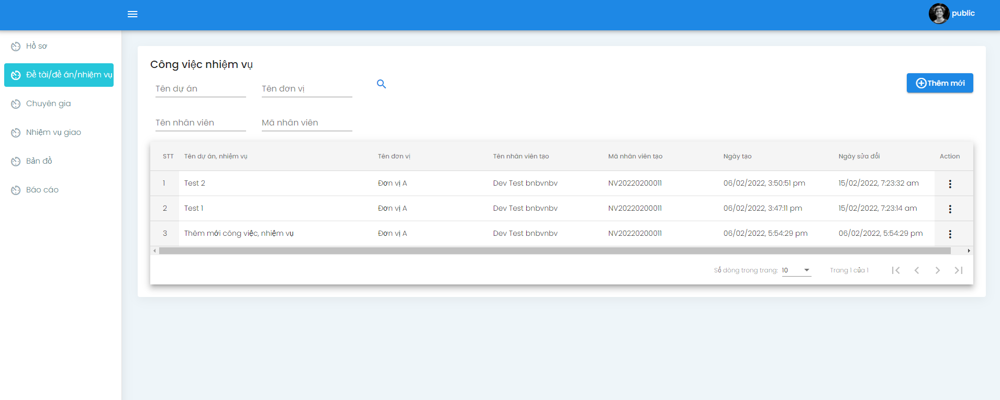 public
Hồ sơ
Đề tài/đề án/nhiệm vụ
Chuyên gia
Nhiệm vụ giao
Bản đồ
Báo cáo
Công việc nhiệm vụ
Tên dự án Tên đơn vị
Thêm mới
Tên nhân viên Mã nhân viên
STT Tên dự án, nhiệm vụ Tên đơn vị Tên nhân viên tạo Mã nhân viên tạo Ngày tạo Ngày sửa đổi Action
1 Test 2 Đơn vị A Dev Test bnbvnbv NV20220200011 06/02/2022, 3:50:51 pm 15/02/2022, 7:23:32 am
2 Test 1 Đơn vị A Dev Test bnbvnbv NV20220200011 06/02/2022, 3:47:11 pm 15/02/2022, 7:23:14 am
3 Thêm mới công việc, nhiệm vụ Đơn vị A Dev Test bnbvnbv NV20220200011 06/02/2022, 5:54:29 pm 06/02/2022, 5:54:29 pm
Số dòng trong trang: 10 Trang 1 của 1